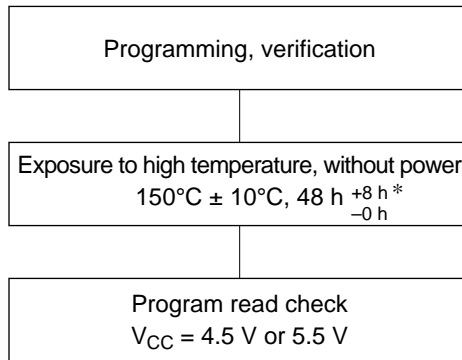 Programming, verification
Exposure to high temperature, without power
150°C ± 10°C, 48 h +8 h *
–0 h
Program read check
VCC = 4.5 V or 5.5 V